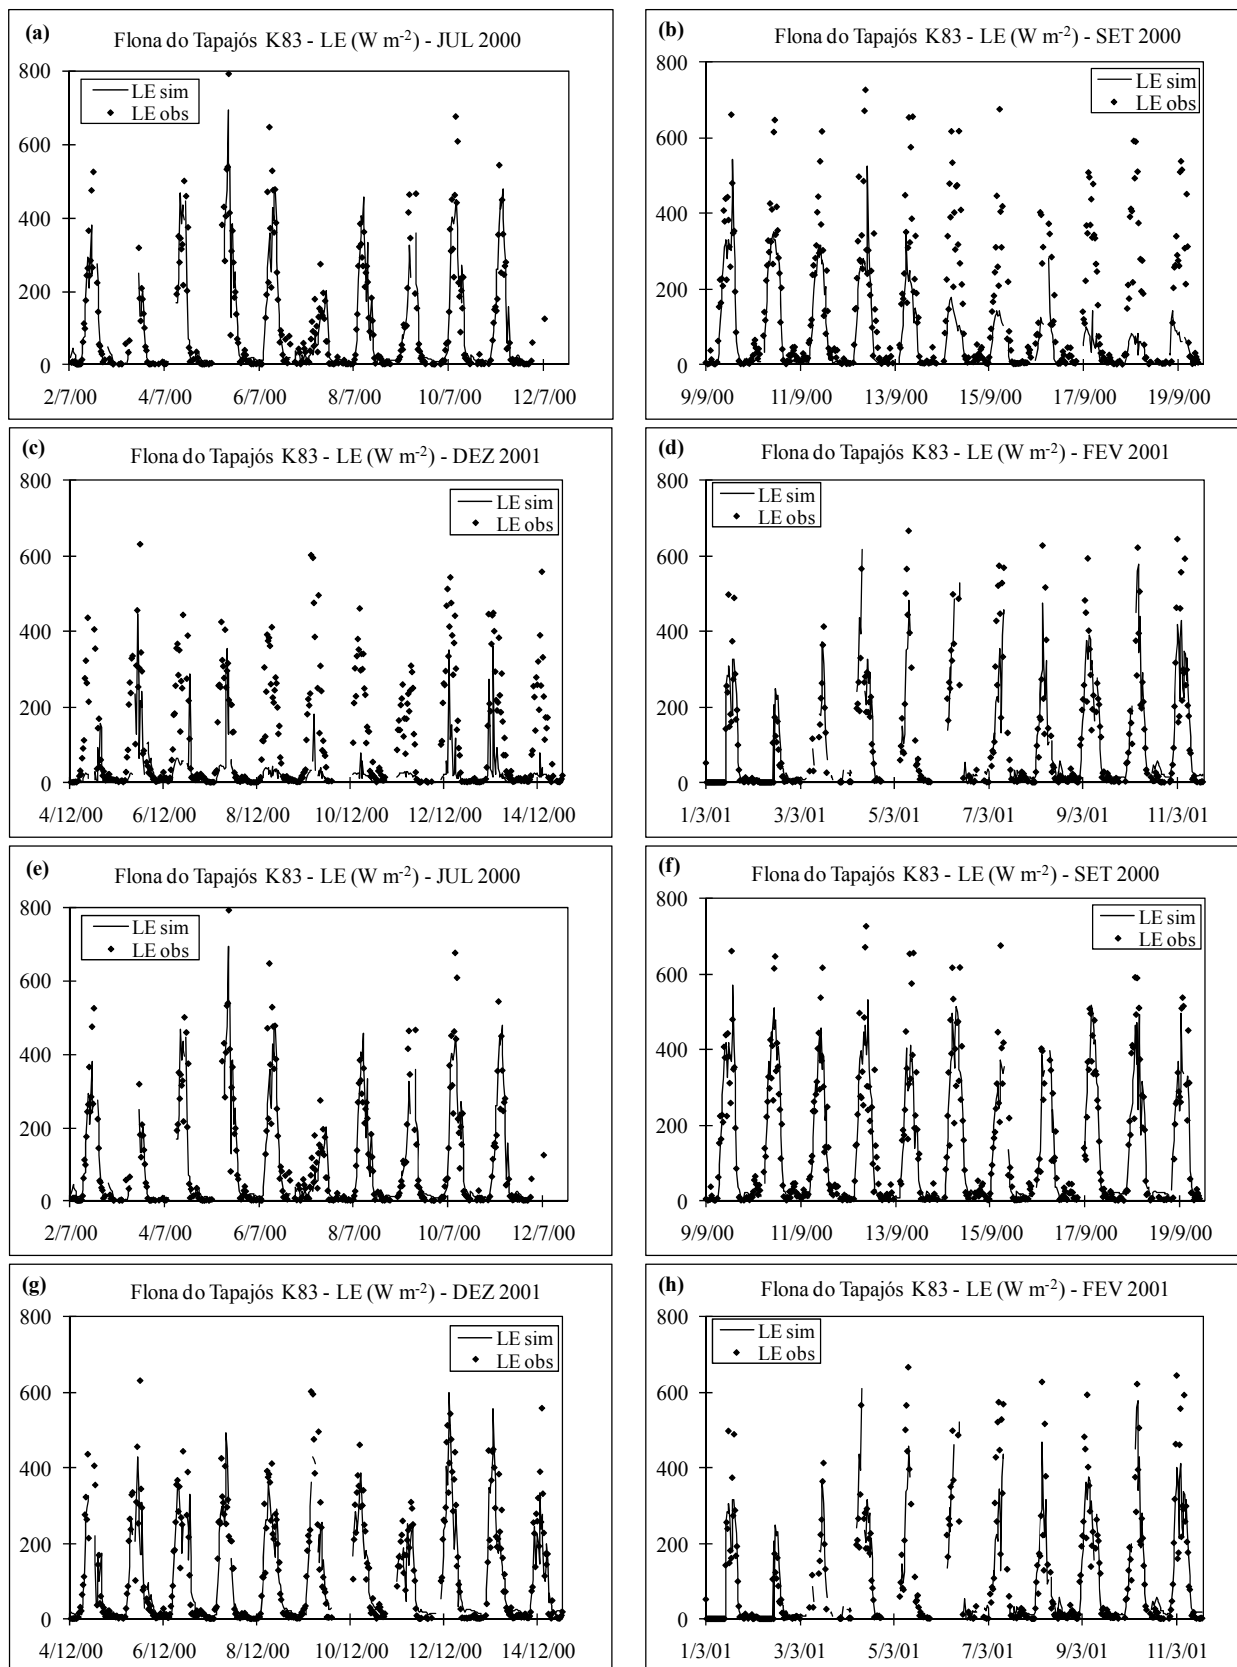 (a)
Flona do Tapajós K83 - LE (W m-2) - JUL 2000
800
600
400
200
0
LE sim
LE obs
2/7/00 4/7/00 6/7/00 8/7/00 10/7/00 12/7/00
(b)
Flona do Tapajós K83 - LE (W m-2) - SET 2000
800
600
400
200
0
LE sim
LE obs
9/9/00 11/9/00 13/9/00 15/9/00 17/9/00 19/9/00
(c)
Flona do Tapajós K83 - LE (W m-2) - DEZ 2001
800
600
400
200
0
LE sim
LE obs
4/12/00 6/12/00 8/12/00 10/12/00 12/12/00 14/12/00
(d)
Flona do Tapajós K83 - LE (W m-2) - FEV 2001
800
600
400
200
0
LE sim
LE obs
1/3/01 3/3/01 5/3/01 7/3/01 9/3/01 11/3/01
(e)
Flona do Tapajós K83 - LE (W m-2) - JUL 2000
800
600
400
200
0
LE sim
LE obs
2/7/00 4/7/00 6/7/00 8/7/00 10/7/00 12/7/00
(f)
Flona do Tapajós K83 - LE (W m-2) - SET 2000
800
600
400
200
0
LE sim
LE obs
9/9/00 11/9/00 13/9/00 15/9/00 17/9/00 19/9/00
(g)
Flona do Tapajós K83 - LE (W m-2) - DEZ 2001
800
600
400
200
0
LE sim
LE obs
4/12/00 6/12/00 8/12/00 10/12/00 12/12/00 14/12/00
(h)
Flona do Tapajós K83 - LE (W m-2) - FEV 2001
800
600
400
200
0
LE sim
LE obs
1/3/01 3/3/01 5/3/01 7/3/01 9/3/01 11/3/01